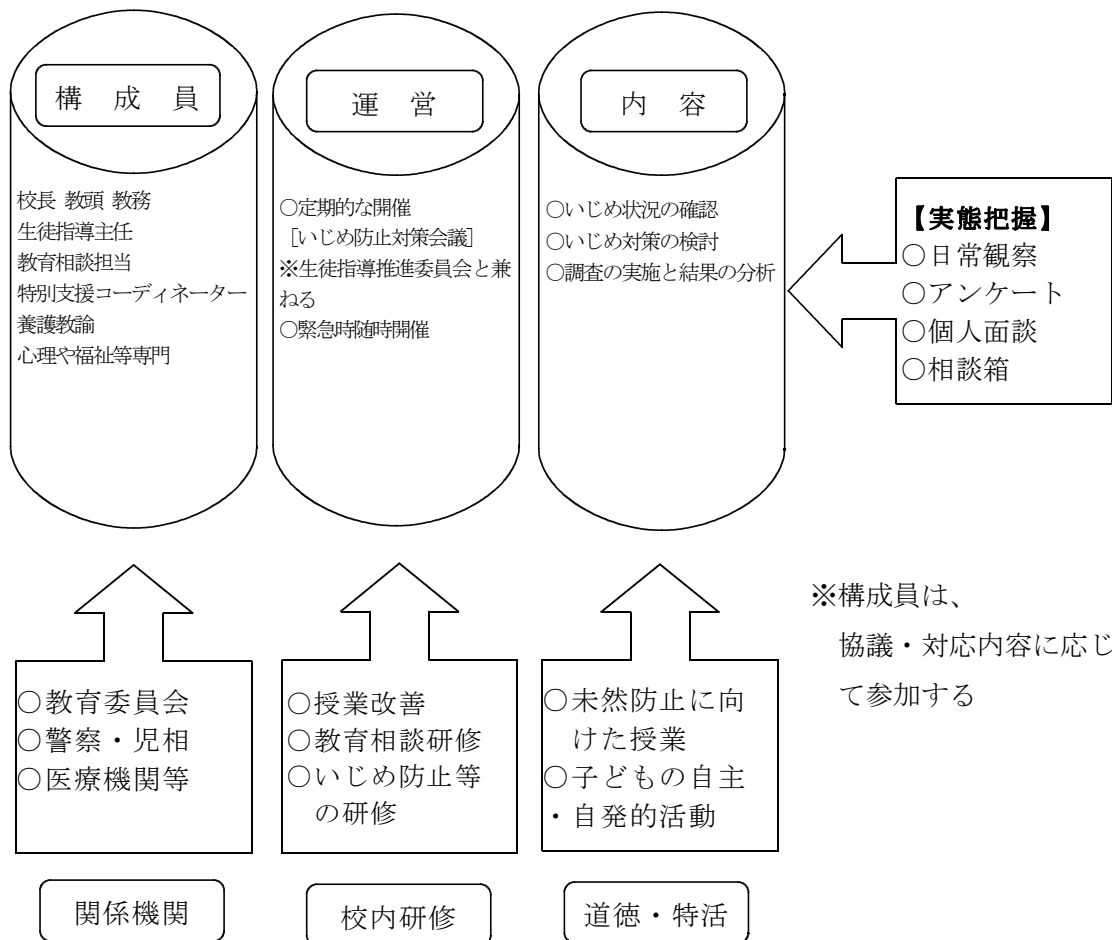 構 成 員
校長 教頭 教務
生徒指導主任
教育相談担当
特別支援コーディネーター
養護教諭
心理や福祉等専門
運 営
○定期的な開催
[いじめ防止対策会議]
※生徒指導推進委員会と兼
ねる
○緊急時随時開催
内 容
○いじめ状況の確認
○いじめ対策の検討
○調査の実施と結果の分析
【実態把握】
○日常観察
○アンケート
○個人面談
○相談箱
※構成員は、
協議・対応内容に応じ
て参加する
○教育委員会
○警察・児相
○医療機関等
関係機関
○授業改善
○教育相談研修
○いじめ防止等
の研修
校内研修
○未然防止に向
けた授業
○子どもの自主
・自発的活動
道徳・特活